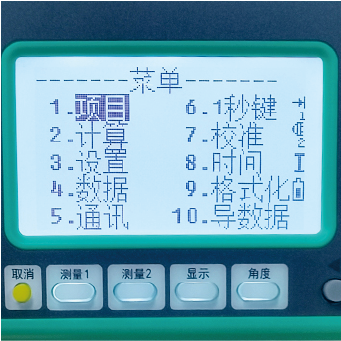 -------菜单-------
1.项目 6.1秒键
2.计算 7.校准
3.设置 8.时间
4.数据 9.格式化
5.通讯 10.导数据
1
2
I
取消 测量1 测量2 显示 角度